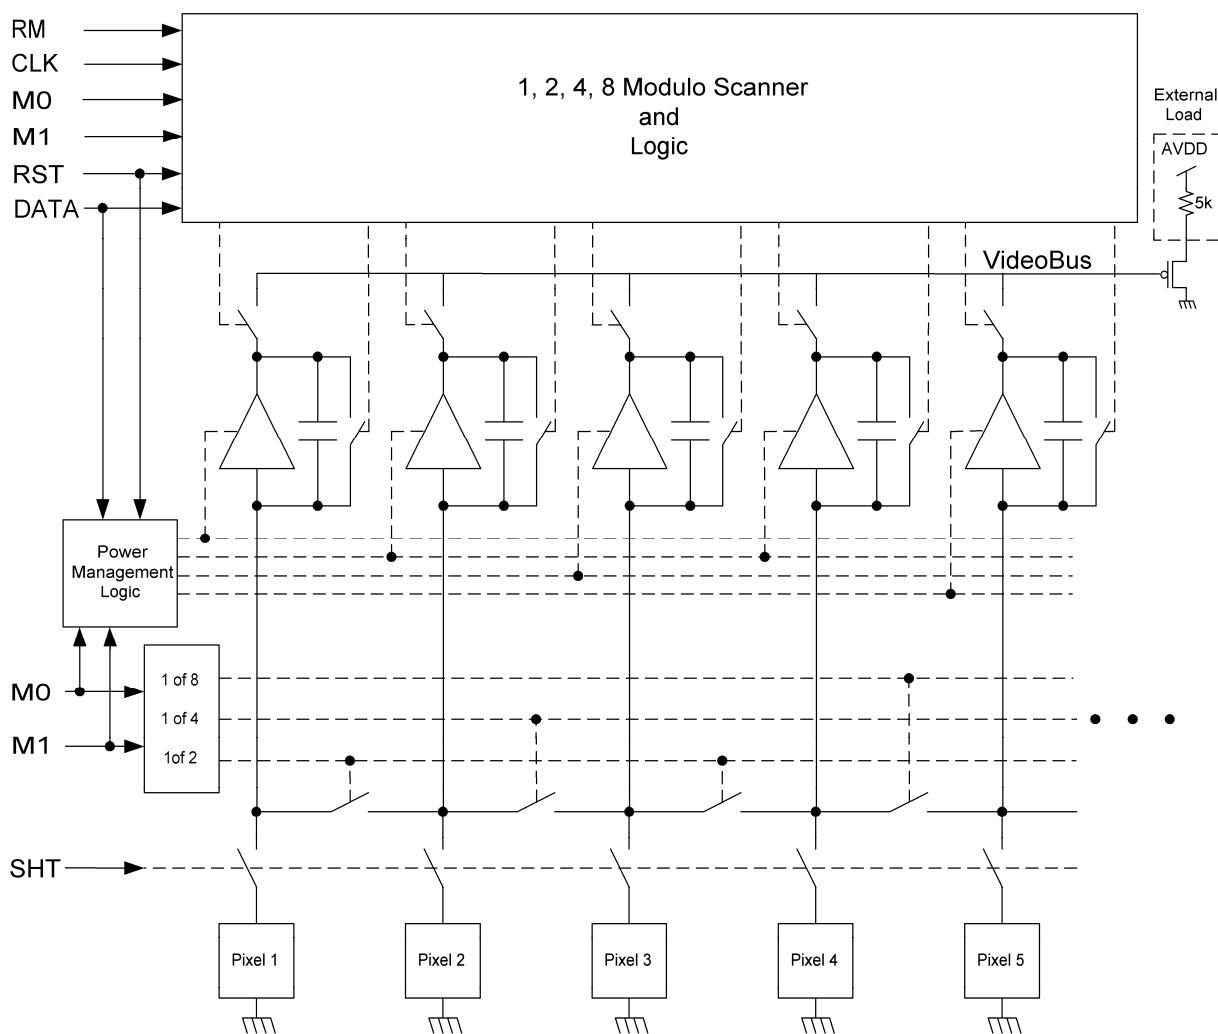 RM
CLK
M0
M1
RST
DATA
1, 2, 4, 8 Modulo Scanner
and
Logic
External
Load
AVDD
5k
VideoBus
Power
Management
Logic
M0
M1
1 of 8
1 of 4
1of 2
SHT
Pixel 1
Pixel 2
Pixel 3
Pixel 4
Pixel 5